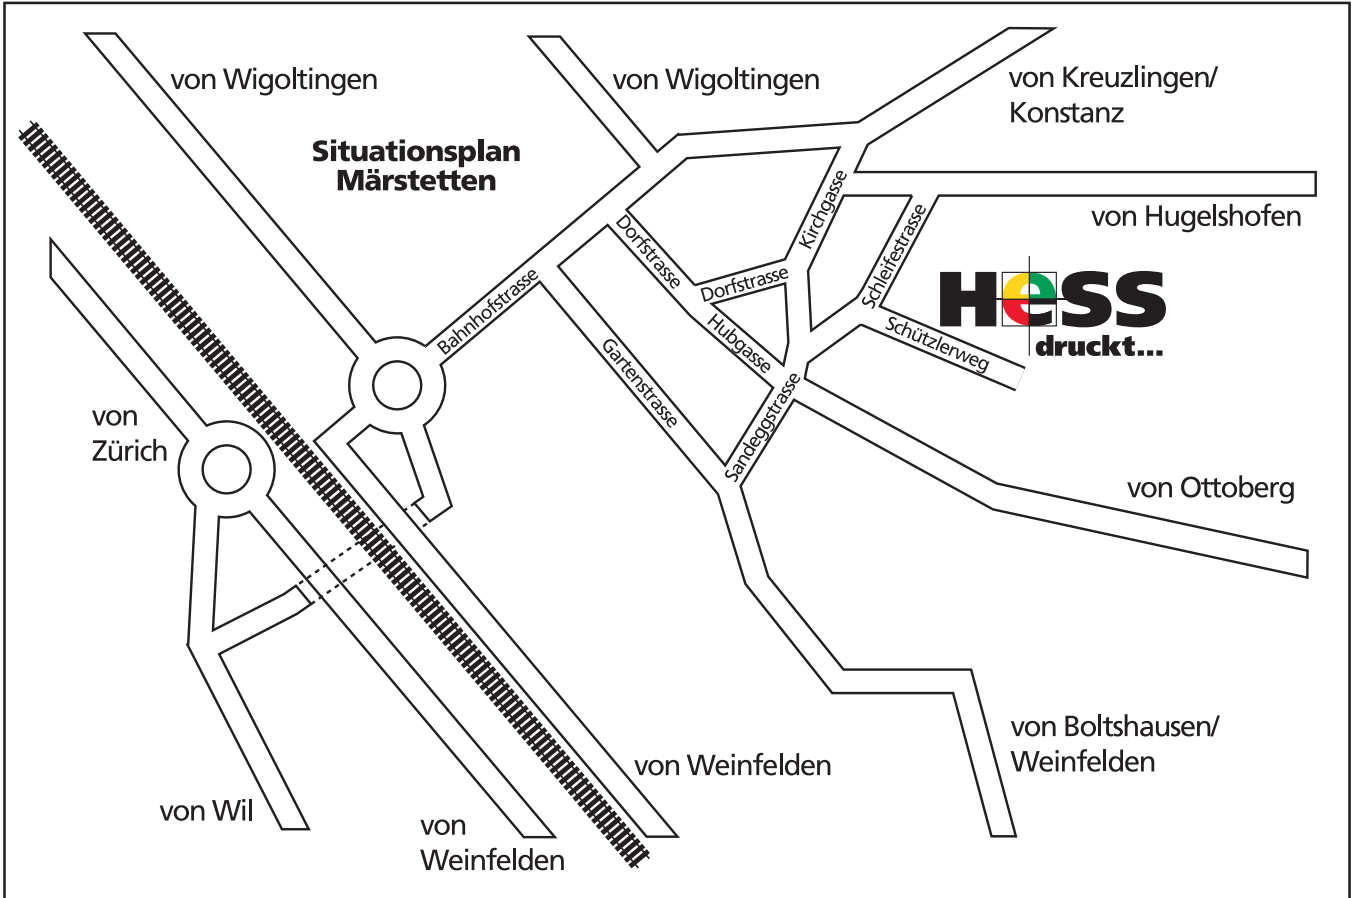 von Wigoltingen
von Wigoltingen
von Kreuzlingen/
Konstanz
Situationsplan
Märstetten
von Hugelshofen
Kirchgasse
Dorfstrasse
Dorfstrasse
Schleifestrasse
Bahnhofstrasse
Hubgasse
Schützlerweg
HeSS
druckt...
Gartenstrasse
Sandeggstrasse
von
Zürich
von Ottoberg
von Boltshausen/
Weinfelden
von Weinfelden
von Wil
von
Weinfelden